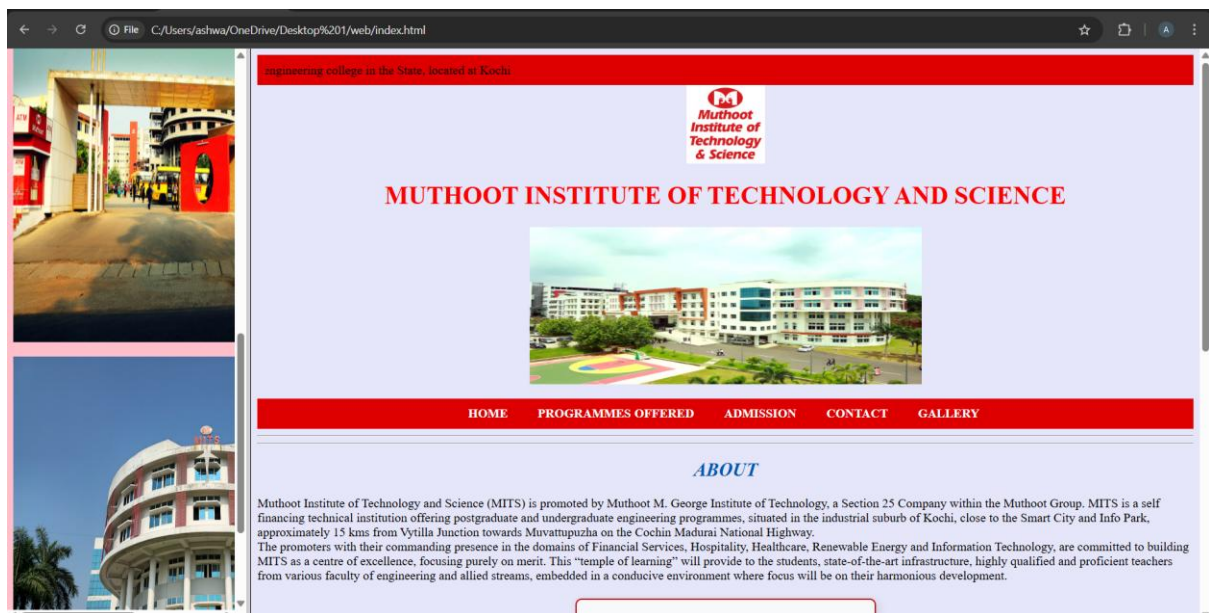 File C:/Users/ashwa/OneDrive/Desktop%201/web/index.html
A
ATM
MITS
ngineering college in the State, located at Kochi
Muthoot
Institute of
Technology
& Science
MUTHOOT INSTITUTE OF TECHNOLOGY AND SCIENCE
HOME PROGRAMMES OFFERED ADMISSION CONTACT GALLERY
ABOUT
Muthoot Institute of Technology and Science (MITS) is promoted by Muthoot M. George Institute of Technology, a Section 25 Company within the Muthoot Group. MITS is a self
financing technical institution offering postgraduate and undergraduate engineering programmes, situated in the industrial suburb of Kochi, close to the Smart City and Info Park,
approximately 15 kms from Vytilla Junction towards Muvattupuzha on the Cochin Madurai National Highway.
The promoters with their commanding presence in the domains of Financial Services, Hospitality, Healthcare, Renewable Energy and Information Technology, are committed to building
MITS as a centre of excellence, focusing purely on merit. This “temple of learning” will provide to the students, state-of-the-art infrastructure, highly qualified and proficient teachers
from various faculty of engineering and allied streams, embedded in a conducive environment where focus will be on their harmonious development.